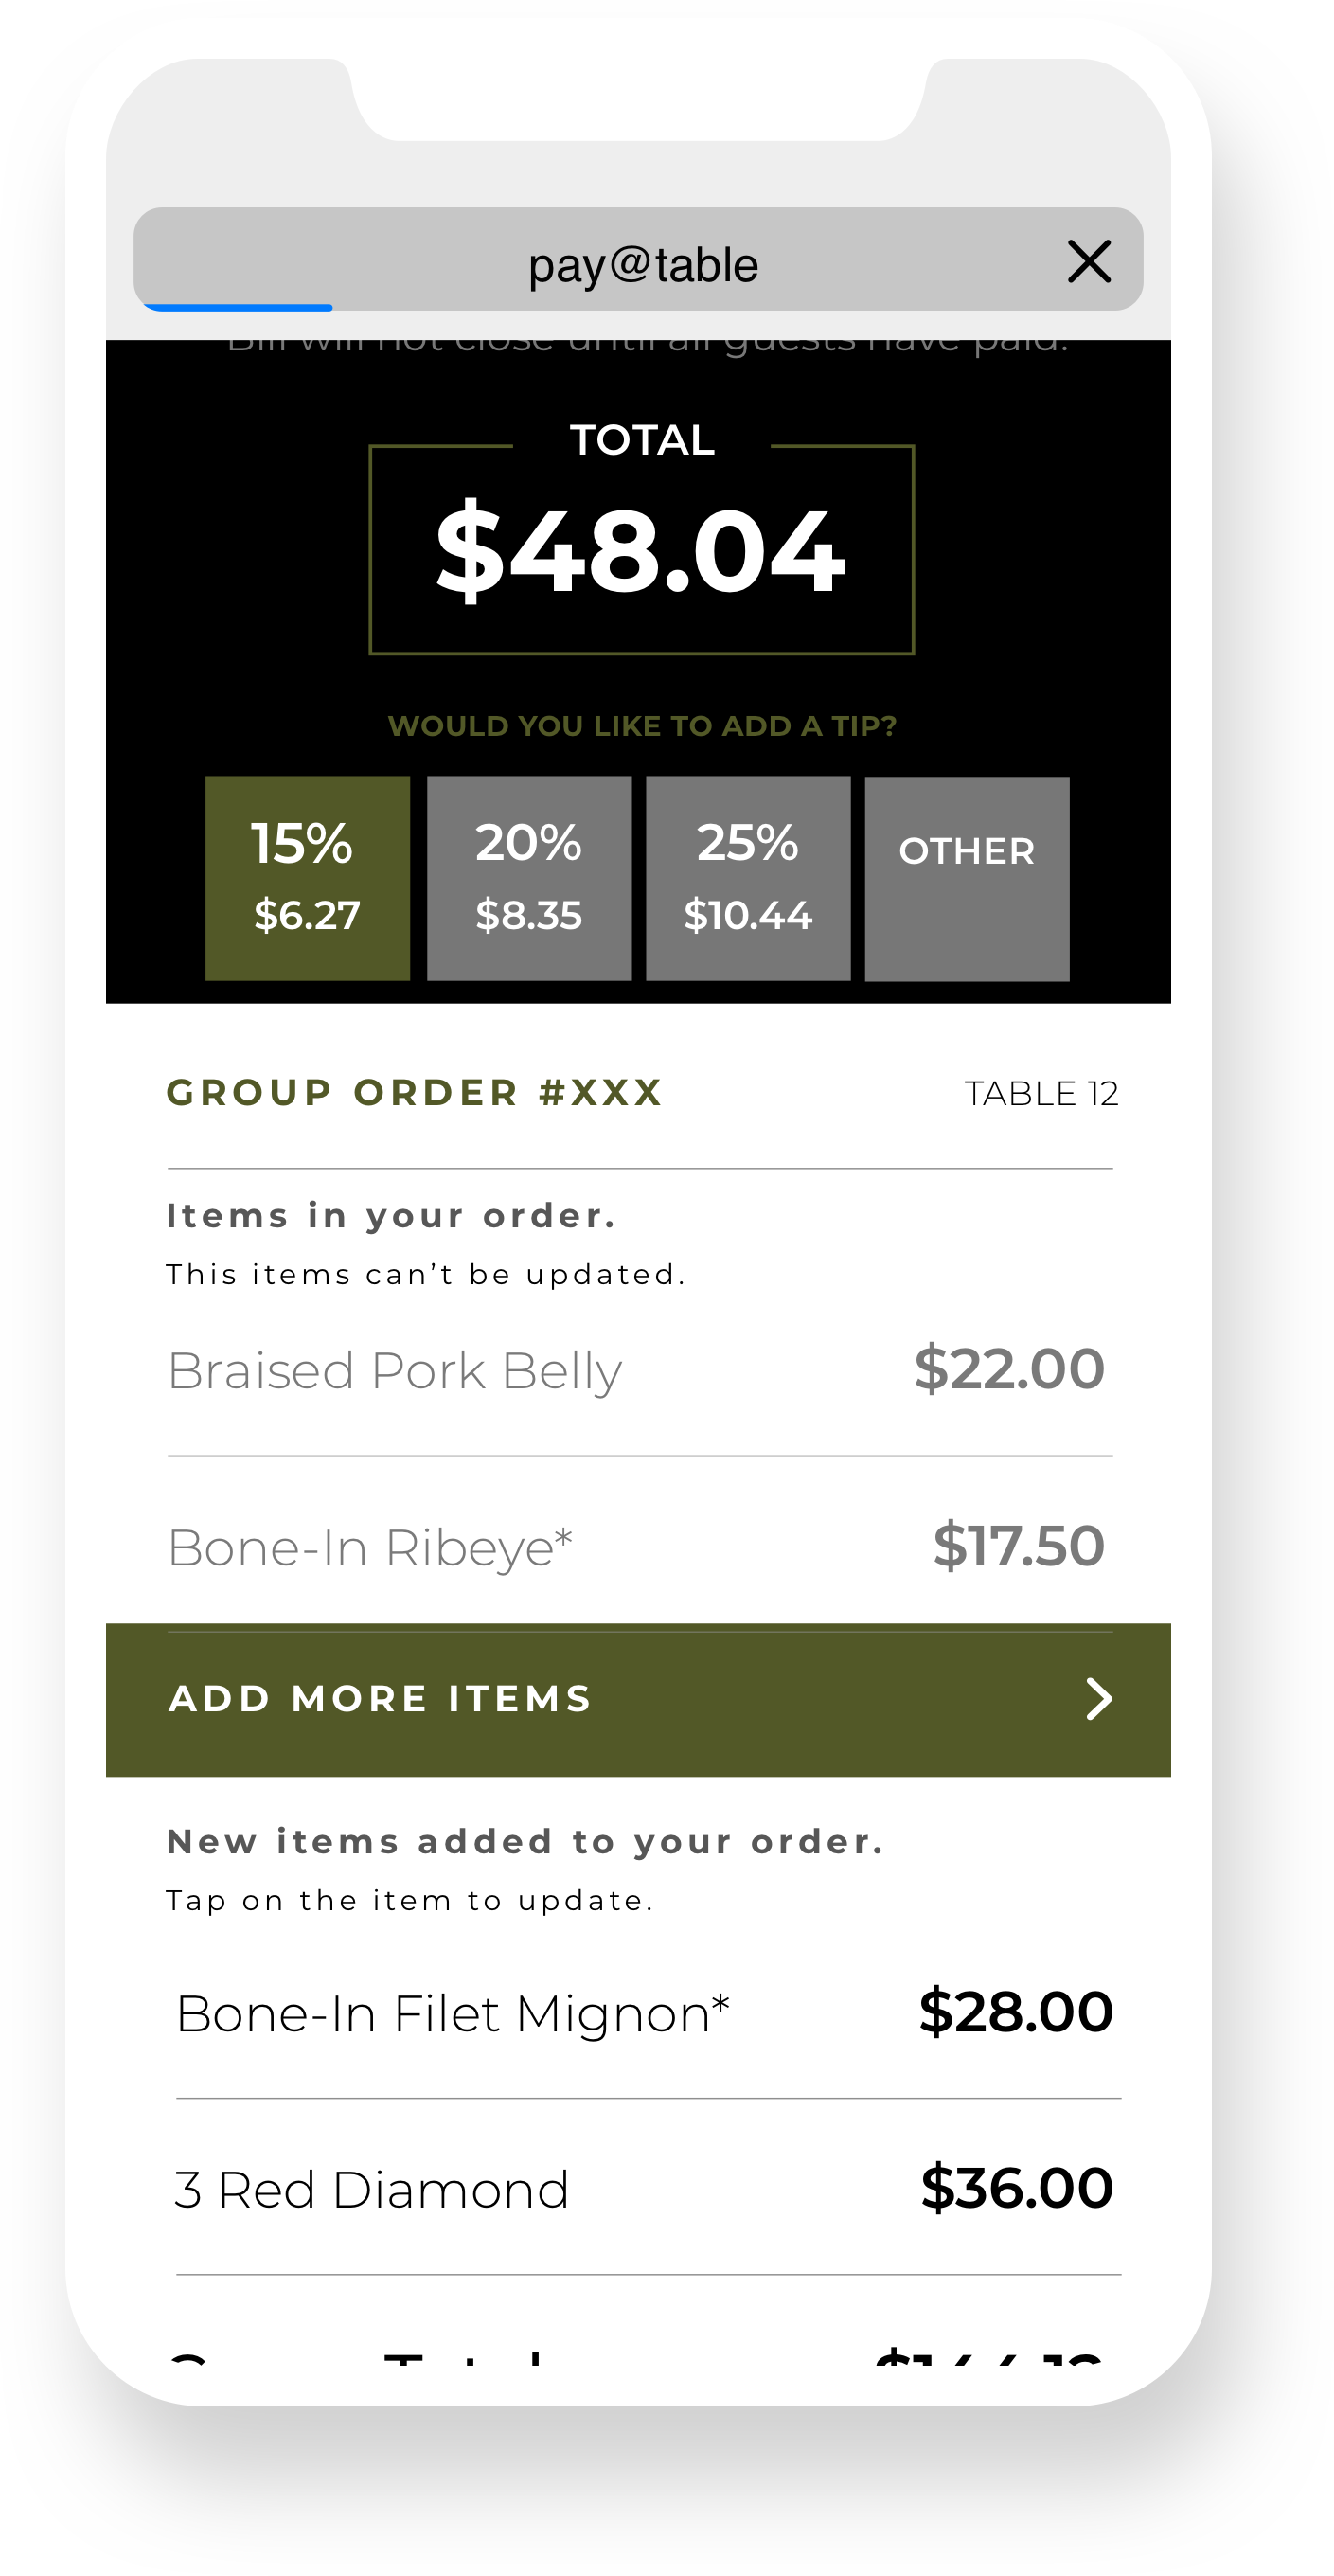 pay@table
Bill will not close until all guests have paid.
TOTAL
$48.04
WOULD YOU LIKE TO ADD A TIP?
15% 20% 25% OTHER
$6.27 $8.35 $10.44
GROUP ORDER #XXX TABLE 12
Items in your order.
This items can’t be updated.
Braised Pork Belly $22.00
Bone-In Ribeye* $17.50
ADD MORE ITEMS
New items added to your order.
Tap on the item to update.
Bone-In Filet Mignon* $28.00
3 Red Diamond $36.00